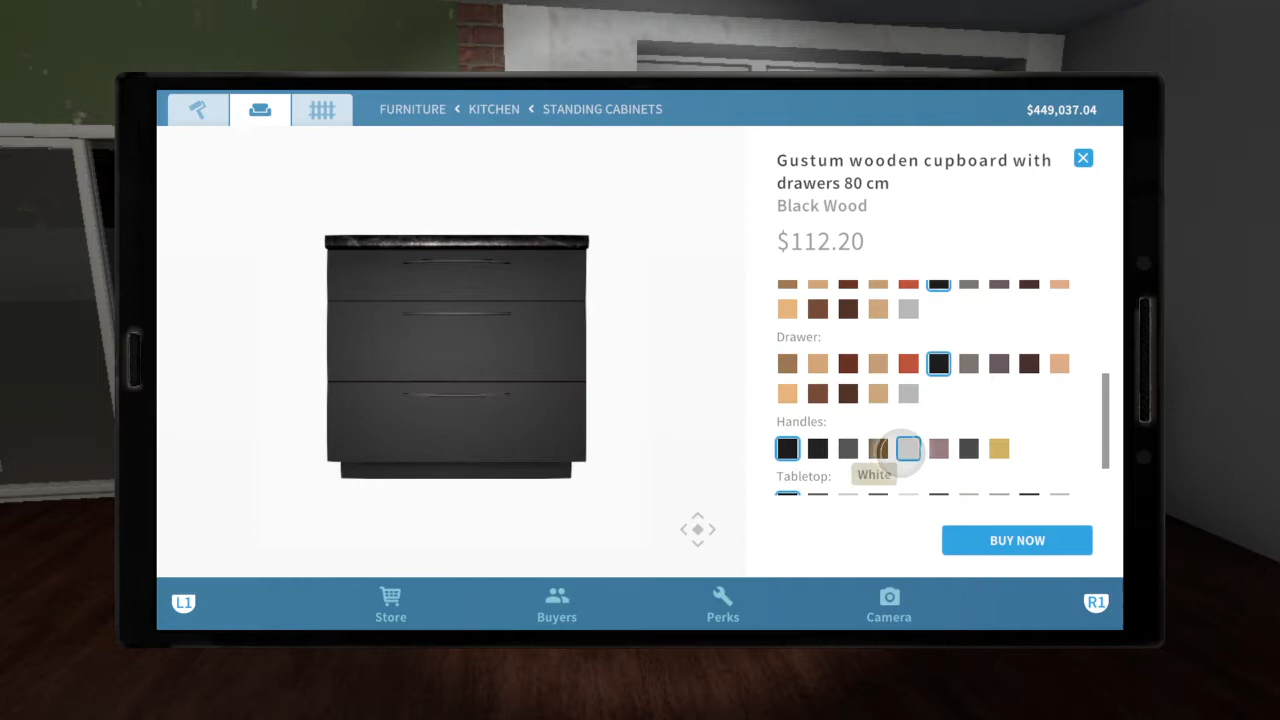 FURNITURE < KITCHEN < STANDING CABINETS
$449,037.04
Gustum wooden cupboard with
drawers 80 cm
Black Wood
$112.20
Drawer:
Handles:
Tabletop:
White
BUY NOW
L1
Store
Buyers
Perks
Camera
R1